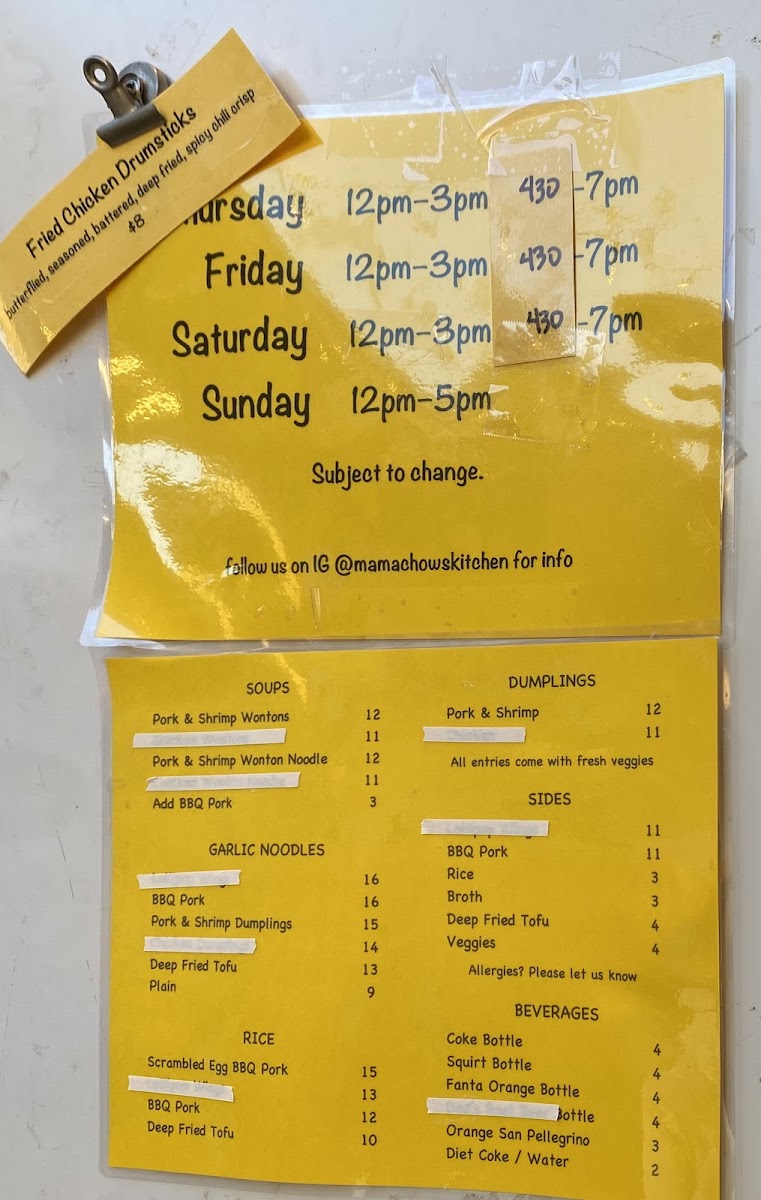 Fried Chicken Drumsticks
butterflied, seasoned, battered, deep fried, spicy chili crisp
$8
hursday 12pm-3pm 430-7pm
Friday 12pm-3pm 430-7pm
Saturday 12pm-3pm 430-7pm
Sunday 12pm-5pm
Subject to change.
follow us on IG @mamachowskitchen for info
SOUPS
Pork & Shrimp Wontons 12
11
Pork & Shrimp Wonton Noodle 12
11
Add BBQ Pork 3
GARLIC NOODLES
16
BBQ Pork 16
Pork & Shrimp Dumplings 15
14
Deep Fried Tofu 13
Plain 9
RICE
Scrambled Egg BBQ Pork 15
13
BBQ Pork 12
Deep Fried Tofu 10
DUMPLINGS
Pork & Shrimp 12
11
All entries come with fresh veggies
SIDES
11
BBQ Pork 11
Rice 3
Broth 3
Deep Fried Tofu 4
Veggies 4
Allergies? Please let us know
BEVERAGES
Coke Bottle 4
Squirt Bottle 4
Fanta Orange Bottle 4
Bottle 4
Orange San Pellegrino 3
Diet Coke / Water 2